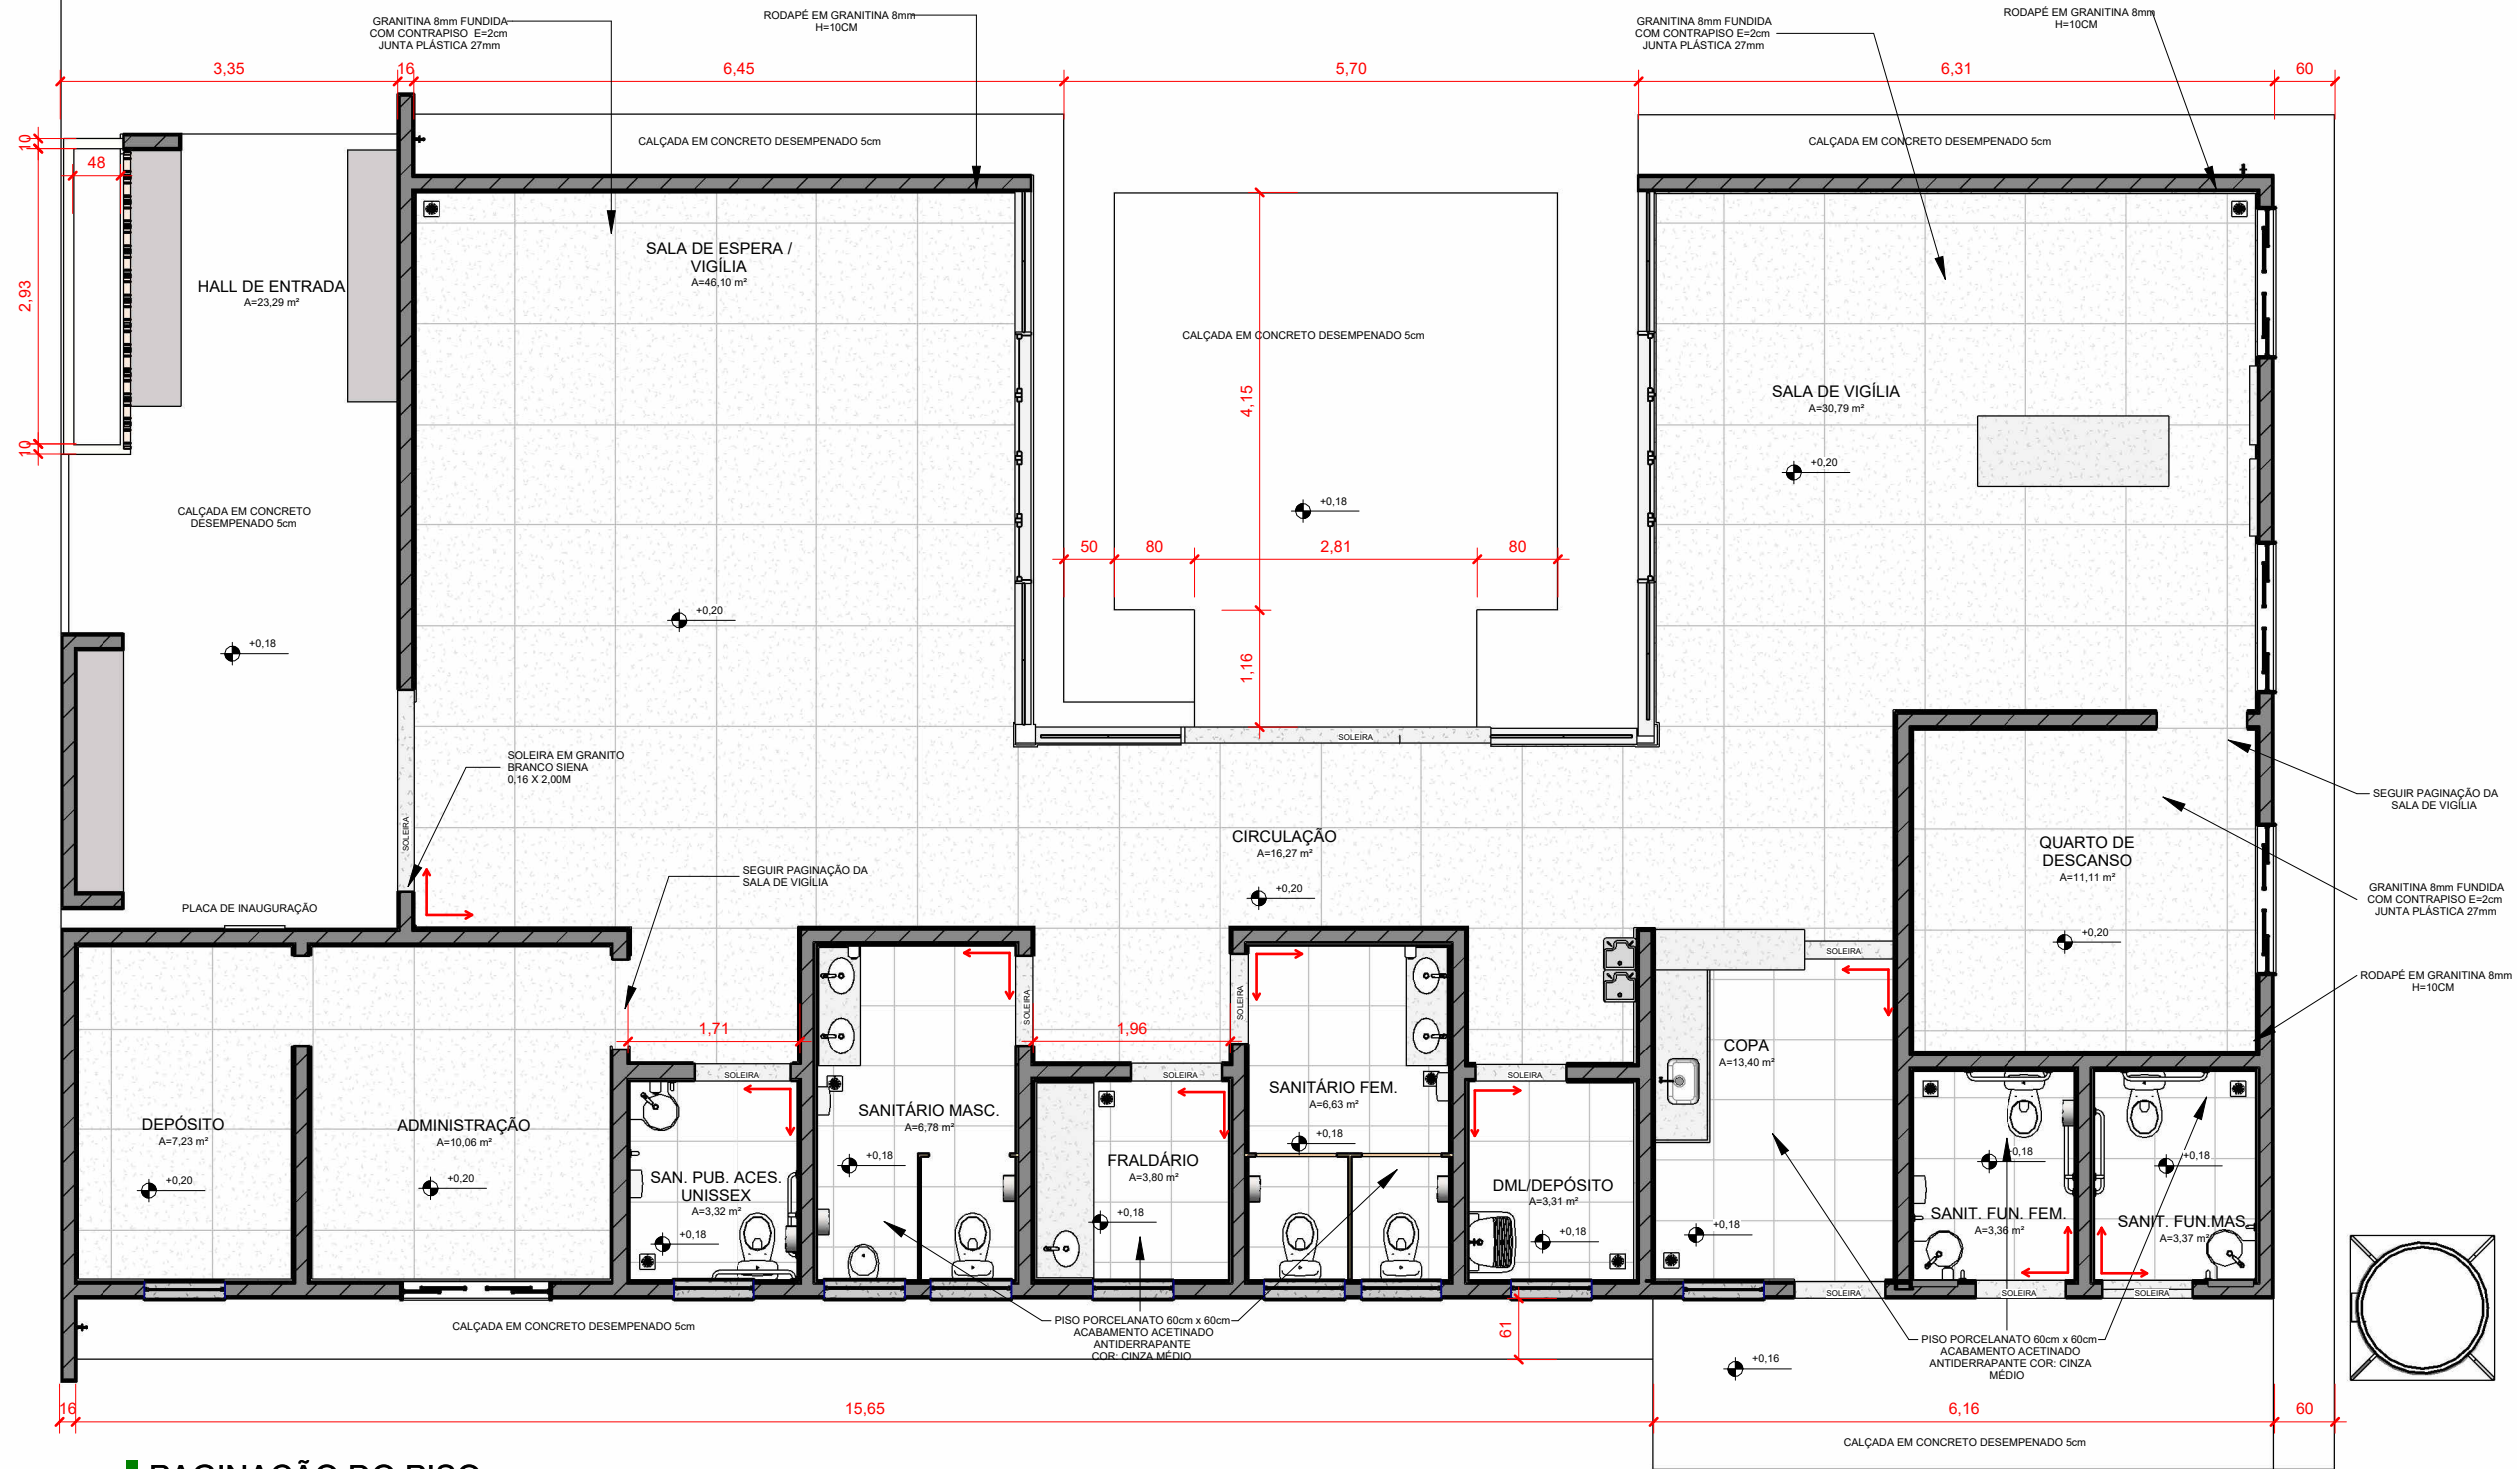 GRANITINA 8mm FUNDIDA
COM CONTRAPISO E=2cm
JUNTA PLÁSTICA 27mm
RODAPÉ EM GRANITINA 8mm
H=10CM
GRANITINA 8mm FUNDIDA
COM CONTRAPISO E=2cm
JUNTA PLÁSTICA 27mm
RODAPÉ EM GRANITINA 8mm
H=10CM
3,35
16
6,45
5,70
6,31
60
CALÇADA EM CONCRETO DESEMPENADO 5cm
CALÇADA EM CONCRETO DESEMPENADO 5cm
10
48
2,93
10
HALL DE ENTRADA
A=23,29 m²
SALA DE ESPERA /
VIGÍLIA
A=46,10 m²
CALÇADA EM CONCRETO DESEMPENADO 5cm
4,15
SALA DE VIGÍLIA
A=30,79 m²
+0,20
+0,18
CALÇADA EM CONCRETO
DESEMPENADO 5cm
50
80
2,81
80
+0,20
+0,18
1,16
SOLEIRA
SOLEIRA EM GRANITO
BRANCO SIENA
0,16 X 2,00M
SOLEIRA
SEGUIR PAGINAÇÃO DA
SALA DE VIGÍLIA
CIRCULAÇÃO
A=16,27 m²
+0,20
QUARTO DE
DESCANSO
A=11,11 m²
+0,20
SEGUIR PAGINAÇÃO DA
SALA DE VIGÍLIA
GRANITINA 8mm FUNDIDA
COM CONTRAPISO E=2cm
JUNTA PLÁSTICA 27mm
PLACA DE INAUGURAÇÃO
SOLEIRA
RODAPÉ EM GRANITINA 8mm
H=10CM
SOLEIRA
SOLEIRA
1,71
1,96
SOLEIRA
SOLEIRA
SOLEIRA
COPA
A=13,40 m²
DEPÓSITO
A=7,23 m²
ADMINISTRAÇÃO
A=10,06 m²
SANITÁRIO MASC.
A=6,78 m²
SANITÁRIO FEM.
A=6,63 m²
+0,18
+0,18
FRALDÁRIO
A=3,80 m²
+0,18
+0,18
+0,18
+0,20
+0,20
SAN. PUB. ACES.
UNISSEX
A=3,32 m²
+0,18
DML/DEPÓSITO
A=3,31 m²
+0,18
+0,18
SANIT. FUN. FEM.
A=3,36 m²
SANIT. FUN.MAS.
A=3,37 m²
SOLEIRA
SOLEIRA
SOLEIRA
CALÇADA EM CONCRETO DESEMPENADO 5cm
PISO PORCELANATO 60cm x 60cm
ACABAMENTO ACETINADO
ANTIDERRAPANTE
COR: CINZA MÉDIO
61
+0,16
PISO PORCELANATO 60cm x 60cm
ACABAMENTO ACETINADO
ANTIDERRAPANTE COR: CINZA
MÉDIO
16
15,65
6,16
60
CALÇADA EM CONCRETO DESEMPENADO 5cm
PAGINAÇÃO DO PISO